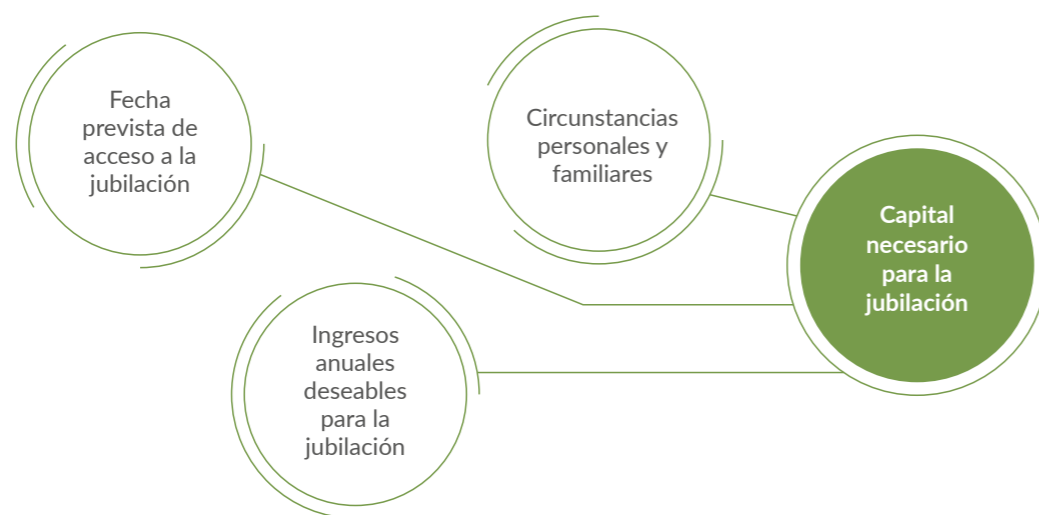 Fecha
prevista de
acceso a la
jubilación
Circunstancias
personales y
familiares
Capital
necesario
para la
jubilación
Ingresos
anuales
deseables
para la
jubilación